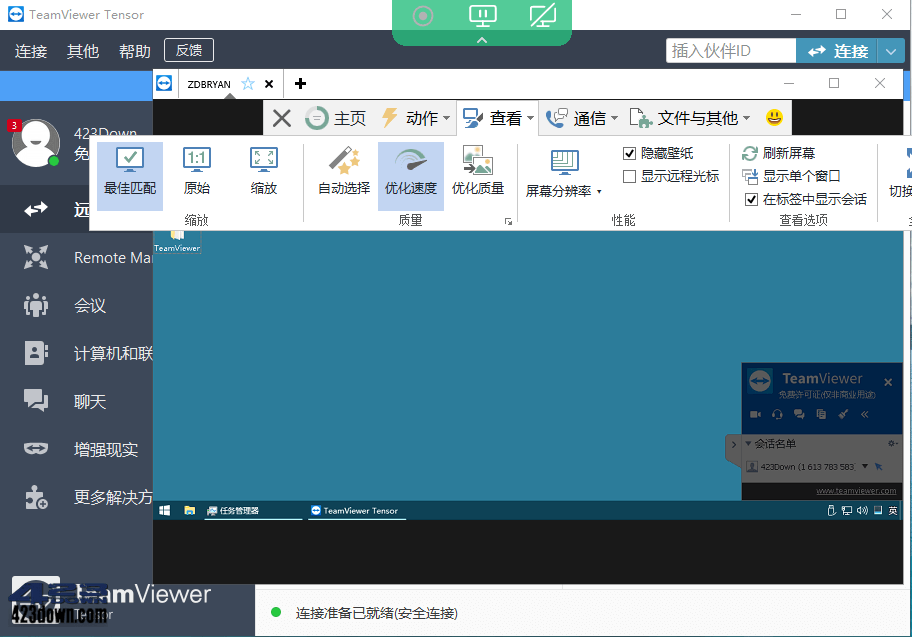 TeamViewer Tensor
连接 其他 帮助 反馈
插入伙伴ID 连接
ZDBRYAN
主页 动作 查看 通信 文件与其他
3
423Down
免
最佳匹配 原始 缩放
缩放
自动选择 优化速度 优化质量
质量
屏幕分辨率
隐藏壁纸
显示远程光标
性能
刷新屏幕
显示单个窗口
在标签中显示会话
查看选项
切换
1:1
远
Remote Mar
会议
计算机和联
聊天
增强现实
更多解决方
TeamViewer
TeamViewer
免费许可证(仅非商业用途)
会话名单
423Down (1 613 783 583)
www.teamviewer.com
任务管理器 TeamViewer Tensor
英
TeamViewer
Tensor
423down.com
连接准备已就绪(安全连接)